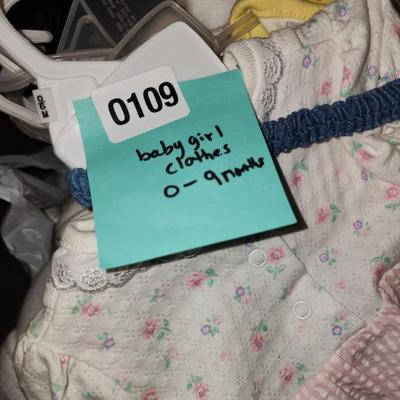 0109
baby girl
clothes
0-9 months